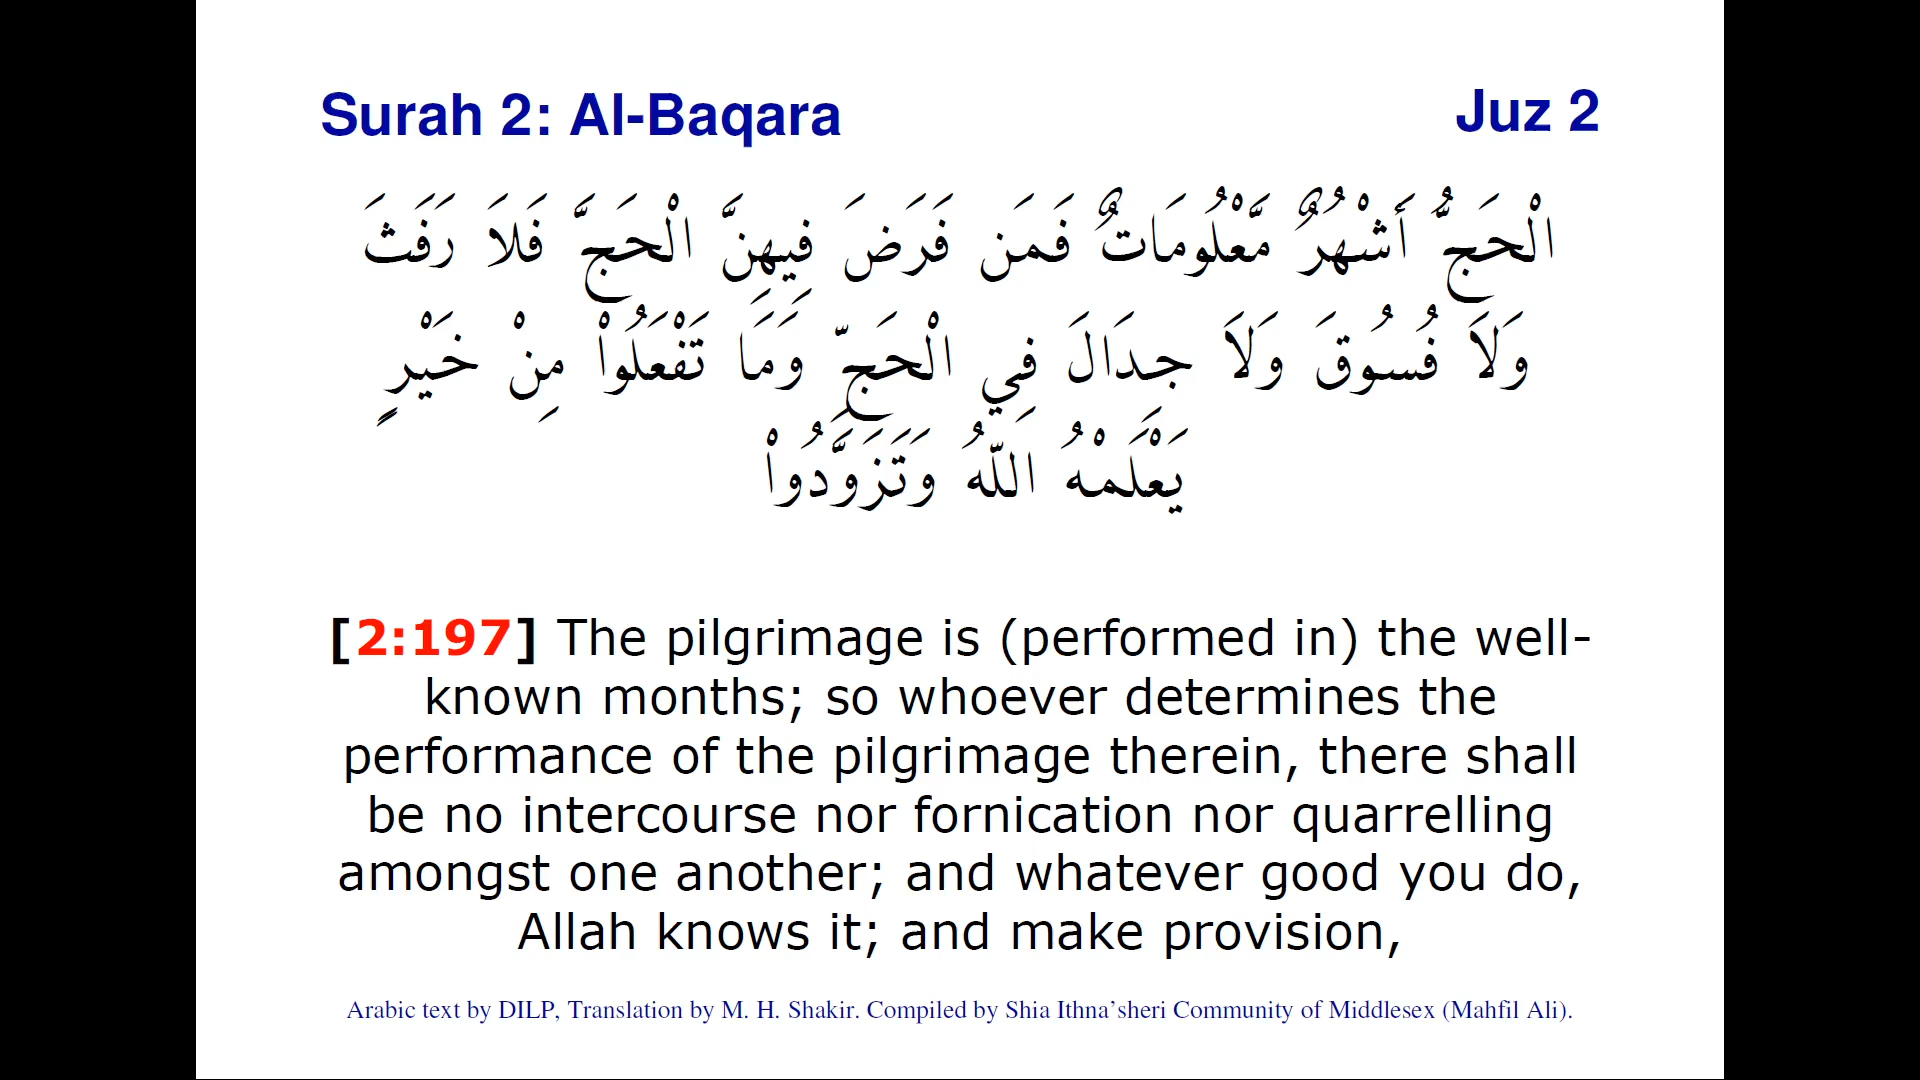 Surah 2: Al-Baqara
Juz 2
الْحَجُّ أَشْهُرٌ مَّعْلُومَاتٌ فَمَن فَرَضَ فِيهِنَّ الْحَجَّ فَلاَ رَفَثَ
وَلاَ فُسُوقَ وَلاَ جِدَالَ فِي الْحَجِّ وَمَا تَفْعَلُواْ مِنْ خَيْرٍ
يَعْلَمْهُ اللّهُ وَتَزَوَّدُواْ
[2:197] The pilgrimage is (performed in) the well-
known months; so whoever determines the
performance of the pilgrimage therein, there shall
be no intercourse nor fornication nor quarrelling
amongst one another; and whatever good you do,
Allah knows it; and make provision,
Arabic text by DILP, Translation by M. H. Shakir. Compiled by Shia Ithna’sheri Community of Middlesex (Mahfil Ali).